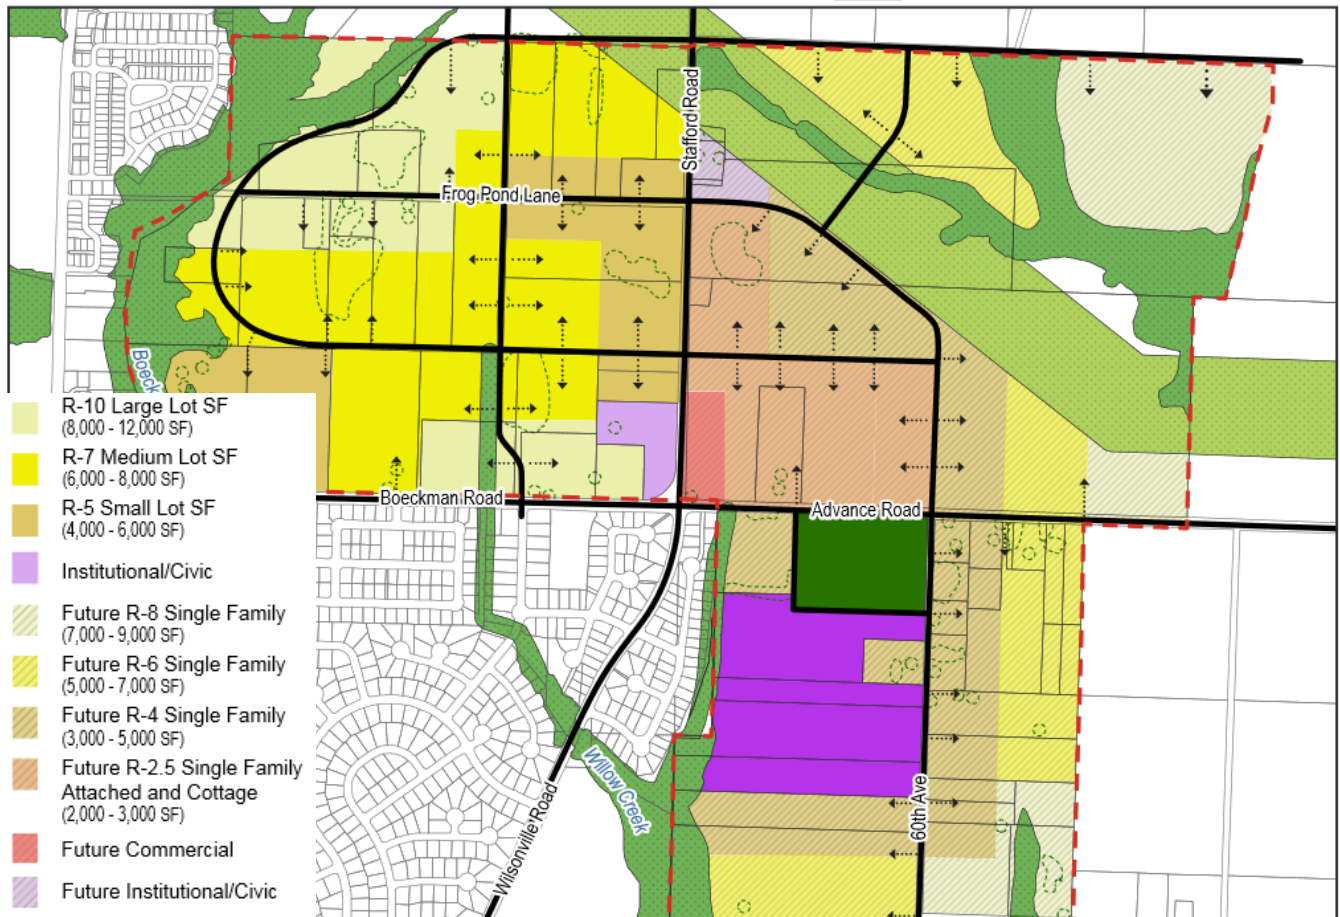 Stafford Road
Frog Pond Lane
Boeck
R-10 Large Lot SF
(8,000 - 12,000 SF)
R-7 Medium Lot SF
(6,000 - 8,000 SF)
R-5 Small Lot SF
(4,000 - 6,000 SF)
Institutional/Civic
Future R-8 Single Family
(7,000 - 9,000 SF)
Future R-6 Single Family
(5,000 - 7,000 SF)
Future R-4 Single Family
(3,000 - 5,000 SF)
Future R-2.5 Single Family
Attached and Cottage
(2,000 - 3,000 SF)
Future Commercial
Future Institutional/Civic
Boeckman Road
Advance Road
Willow Creek
Wilsonville Road
60th Ave